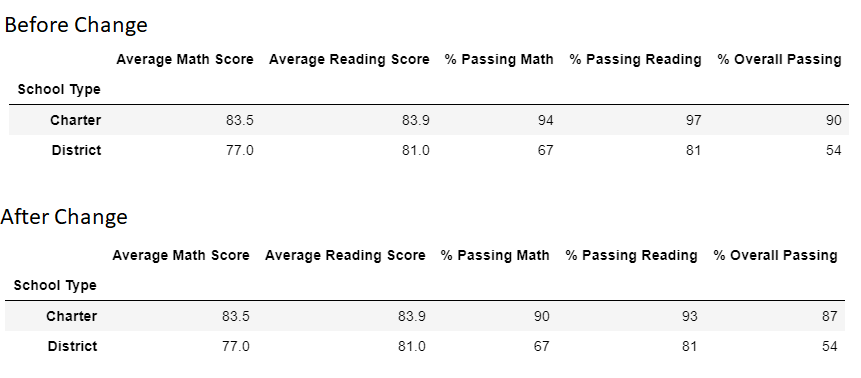 Before Change
Average Math Score Average Reading Score % Passing Math % Passing Reading % Overall Passing
School Type
Charter 83.5 83.9 94 97 90
District 77.0 81.0 67 81 54
After Change
Average Math Score Average Reading Score % Passing Math % Passing Reading % Overall Passing
School Type
Charter 83.5 83.9 90 93 87
District 77.0 81.0 67 81 54